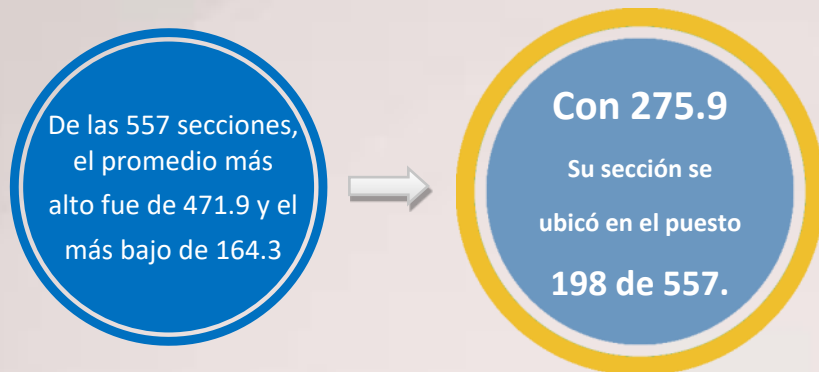 De las 557 secciones,
el promedio más
alto fue de 471.9 y el
más bajo de 164.3
Con 275.9
Su sección se
ubicó en el puesto
198 de 557.